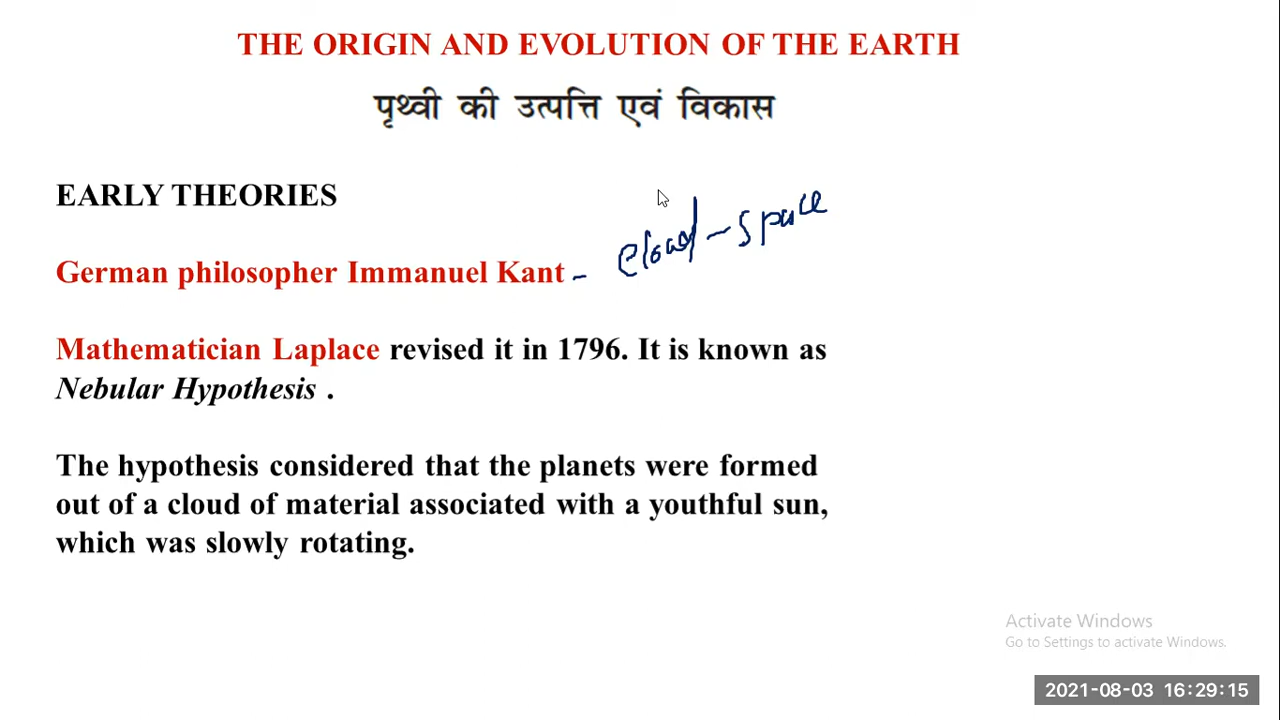 THE ORIGIN AND EVOLUTION OF THE EARTH
पृथ्वी की उत्पत्ति एवं विकास
EARLY THEORIES
German philosopher Immanuel Kant - cloud - space
Mathematician Laplace revised it in 1796. It is known as
Nebular Hypothesis .
The hypothesis considered that the planets were formed
out of a cloud of material associated with a youthful sun,
which was slowly rotating.
Activate Windows
Go to Settings to activate Windows.
2021-08-03 16:29:15